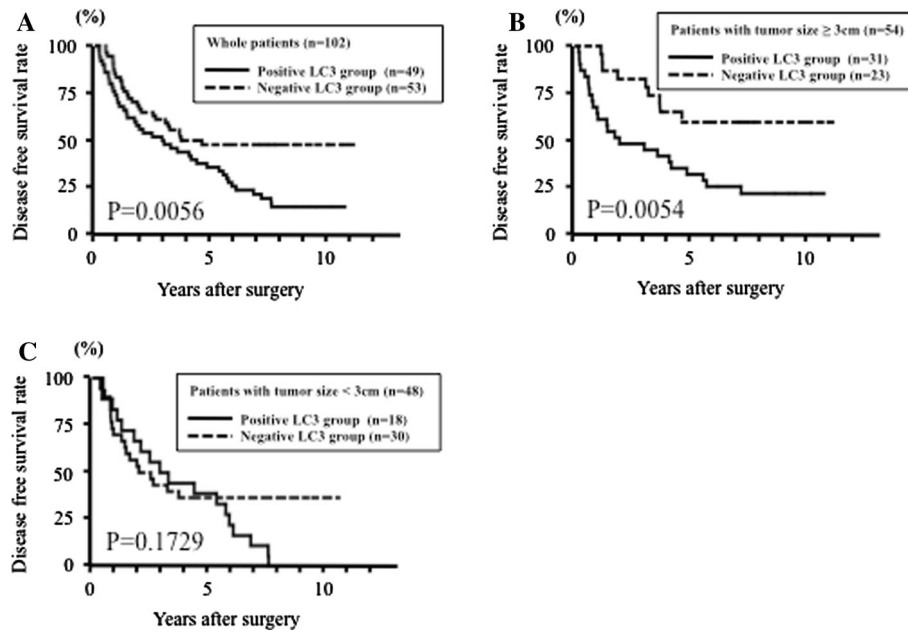 A
(%)
Disease free survival rate
100
75
50
25
0
Whole patients (n=102)
Positive LC3 group (n=49)
Negative LC3 group (n=53)
P=0.0056
0 5 10
Years after surgery
B
(%)
Disease free survival rate
100
75
50
25
0
Patients with tumor size ≥ 3cm (n=54)
Positive LC3 group (n=31)
Negative LC3 group (n=23)
P=0.0054
0 5 10
Years after surgery
C
(%)
Disease free survival rate
100
75
50
25
0
Patients with tumor size < 3cm (n=48)
Positive LC3 group (n=18)
Negative LC3 group (n=30)
P=0.1729
0 5 10
Years after surgery